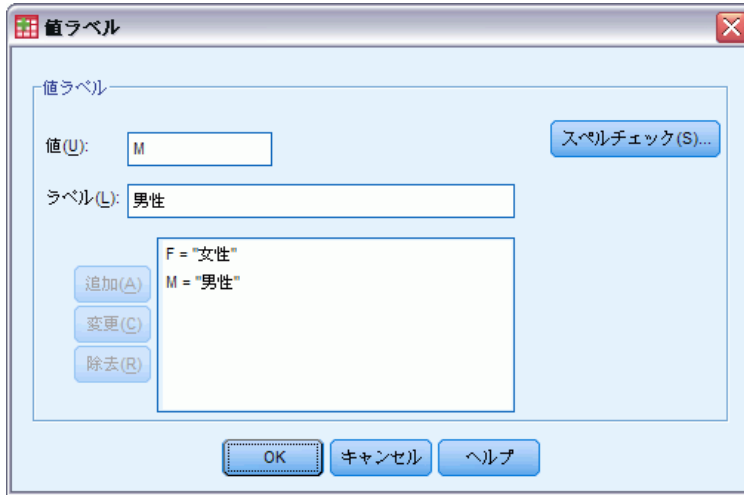 値ラベル
値ラベル
値(U): M
スペルチェック(S)...
ラベル(L): 男性
F = "女性"
M = "男性"
追加(A)
変更(C)
除去(R)
OK キャンセル ヘルプ